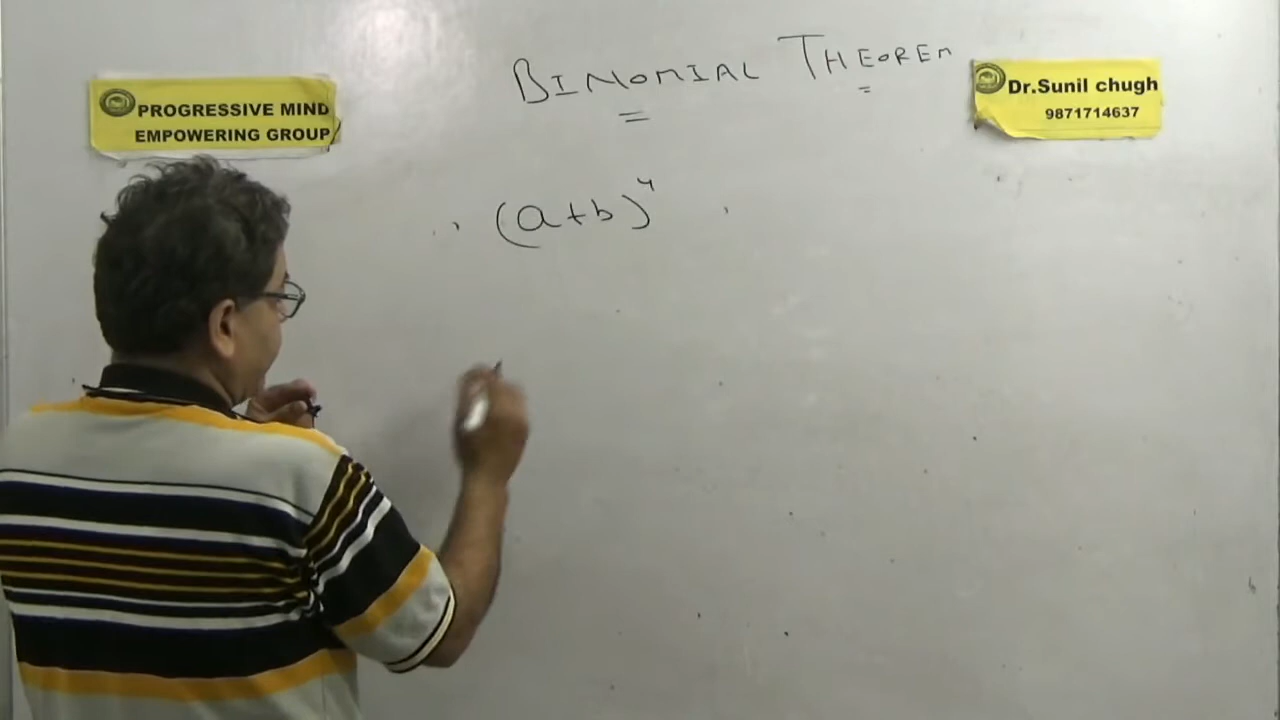 BINOMIAL THEOREM
PROGRESSIVE MIND
EMPOWERING GROUP
Dr.Sunil chugh
9871714637
(a+b)⁴